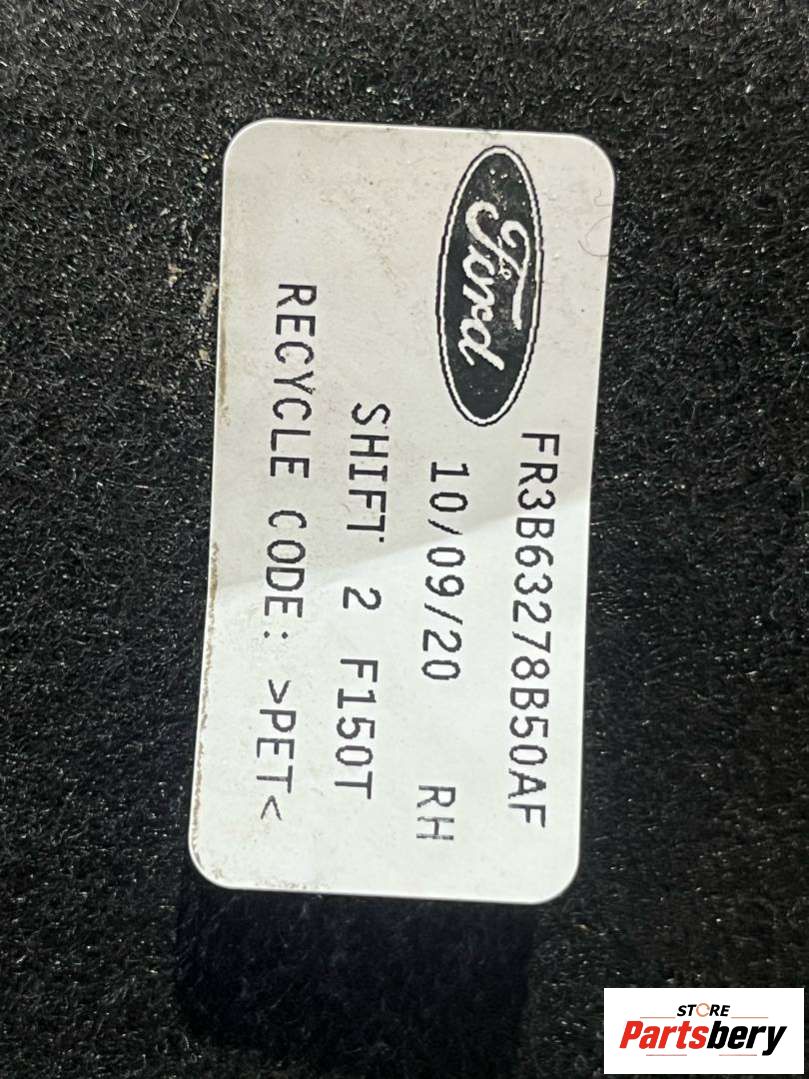 Ford
FR3B63278B50AF
10/09/20 RH
SHIFT 2 F150T
RECYCLE CODE: >PET<
STORE
Partsbery